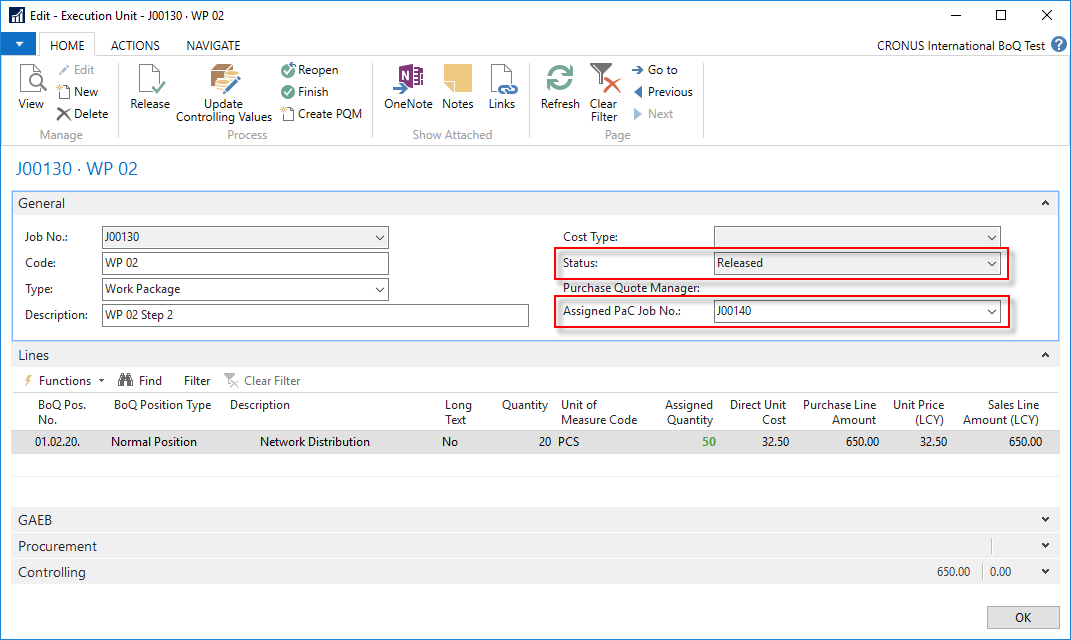 Edit - Execution Unit - J00130 · WP 02
HOME ACTIONS NAVIGATE CRONUS International BoQ Test ?
View
Edit
New
Delete
Manage
Release
Update
Controlling Values
Reopen
Finish
Create PQM
Process
OneNote
Notes
Links
Show Attached
Refresh
Clear
Filter
Go to
Previous
Next
Page
J00130 · WP 02
General
Job No.: J00130
Code: WP 02
Type: Work Package
Description: WP 02 Step 2
Cost Type:
Status: Released
Purchase Quote Manager:
Assigned PaC Job No.: J00140
Lines
Functions Find Filter Clear Filter
BoQ Pos. BoQ Position Type Description Long Quantity Unit of Assigned Direct Unit Purchase Line Unit Price Sales Line
No. Text Measure Code Quantity Cost Amount (LCY) Amount (LCY)
01.02.20. Normal Position Network Distribution No 20 PCS 50 32.50 650.00 32.50 650.00
GAEB
Procurement
Controlling 650.00 0.00
OK